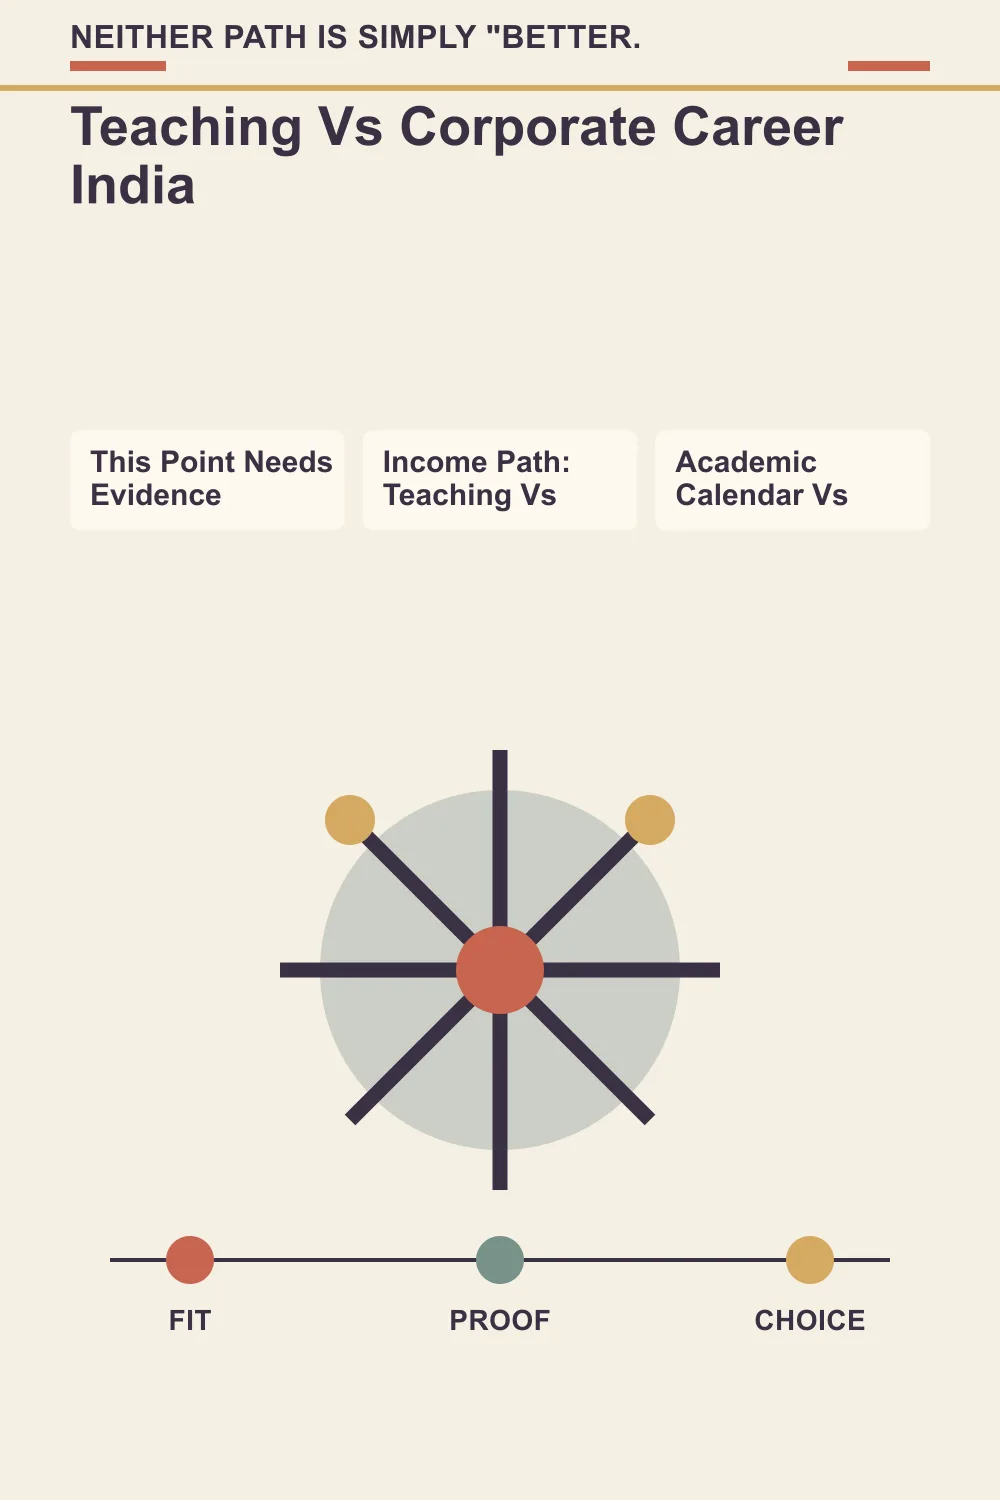 NEITHER PATH IS SIMPLY "BETTER.
Teaching Vs Corporate Career
India
This Point Needs
Evidence
Income Path:
Teaching Vs
Academic
Calendar Vs
FIT
PROOF
CHOICE